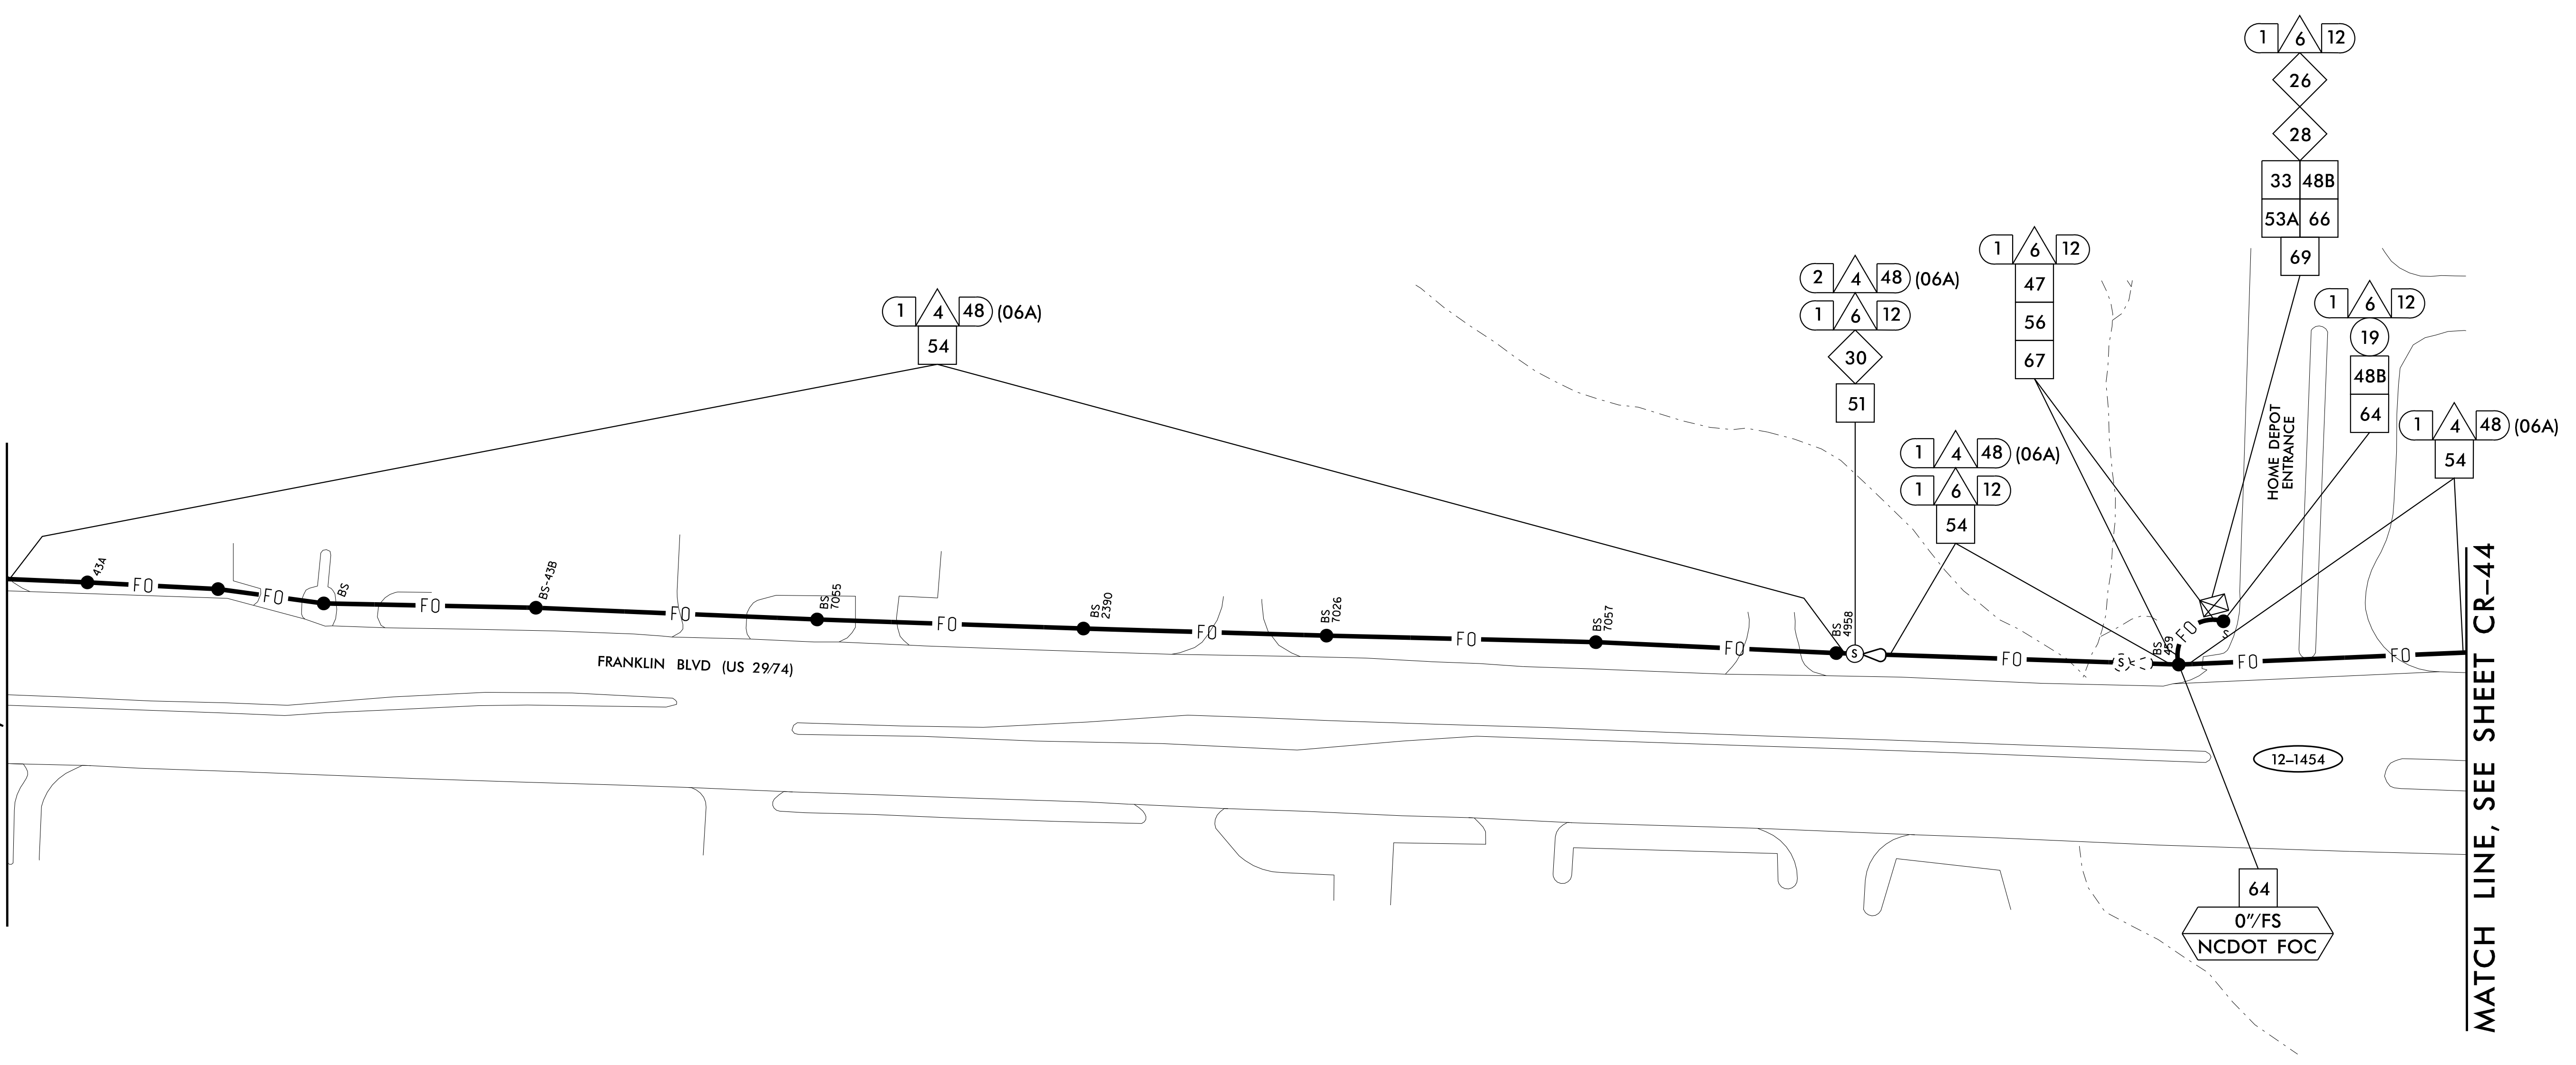 1 6 12
26
28
33 48B
53A 66
69
1 6 12
47
56
67
2 4 48 (06A)
1 6 12
30
51
1 4 48 (06A)
54
1 6 12
19
48B
64
1 4 48 (06A)
54
1 4 48 (06A)
1 6 12
54
HOME DEPOT
ENTRANCE
43A
BS
BS-43B
BS
7055
BS
2390
BS
7026
BS
7057
BS
4958
BS
459
FO
FO
FO
FO
FO
FO
FO
FO
FO
FO
FO
FO
S
S
S
FRANKLIN BLVD (US 29/74)
12-1454
64
0"/FS
NCDOT FOC
MATCH LINE, SEE SHEET CR-44